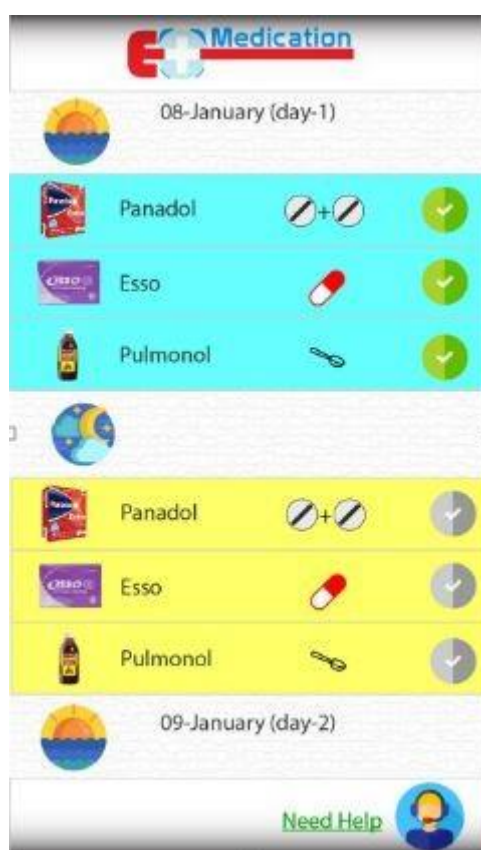 E+ Medication
08-January (day-1)
Panadol
Esso
Pulmonol
Panadol
Esso
Pulmonol
09-January (day-2)
Need Help